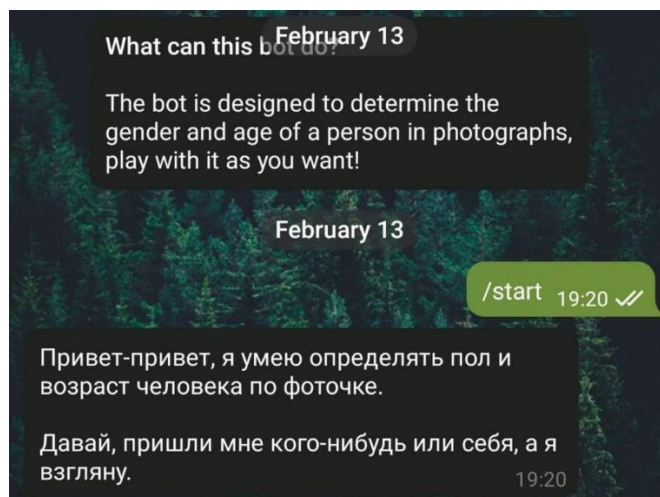 February 13
What can this bot do?
The bot is designed to determine the
gender and age of a person in photographs,
play with it as you want!
February 13
/start 19:20
Привет-привет, я умею определять пол и
возраст человека по фоточке.
Давай, пришли мне кого-нибудь или себя, а я
взгляну.
19:20